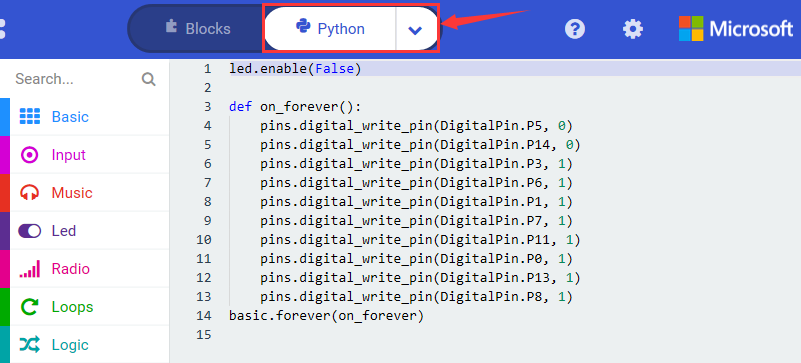 Blocks
Python
Microsoft
Search...
Basic
Input
Music
Led
Radio
Loops
Logic
1 led.enable(False)
2
3 def on_forever():
4     pins.digital_write_pin(DigitalPin.P5, 0)
5     pins.digital_write_pin(DigitalPin.P14, 0)
6     pins.digital_write_pin(DigitalPin.P3, 1)
7     pins.digital_write_pin(DigitalPin.P6, 1)
8     pins.digital_write_pin(DigitalPin.P1, 1)
9     pins.digital_write_pin(DigitalPin.P7, 1)
10     pins.digital_write_pin(DigitalPin.P11, 1)
11     pins.digital_write_pin(DigitalPin.P0, 1)
12     pins.digital_write_pin(DigitalPin.P13, 1)
13     pins.digital_write_pin(DigitalPin.P8, 1)
14 basic.forever(on_forever)
15